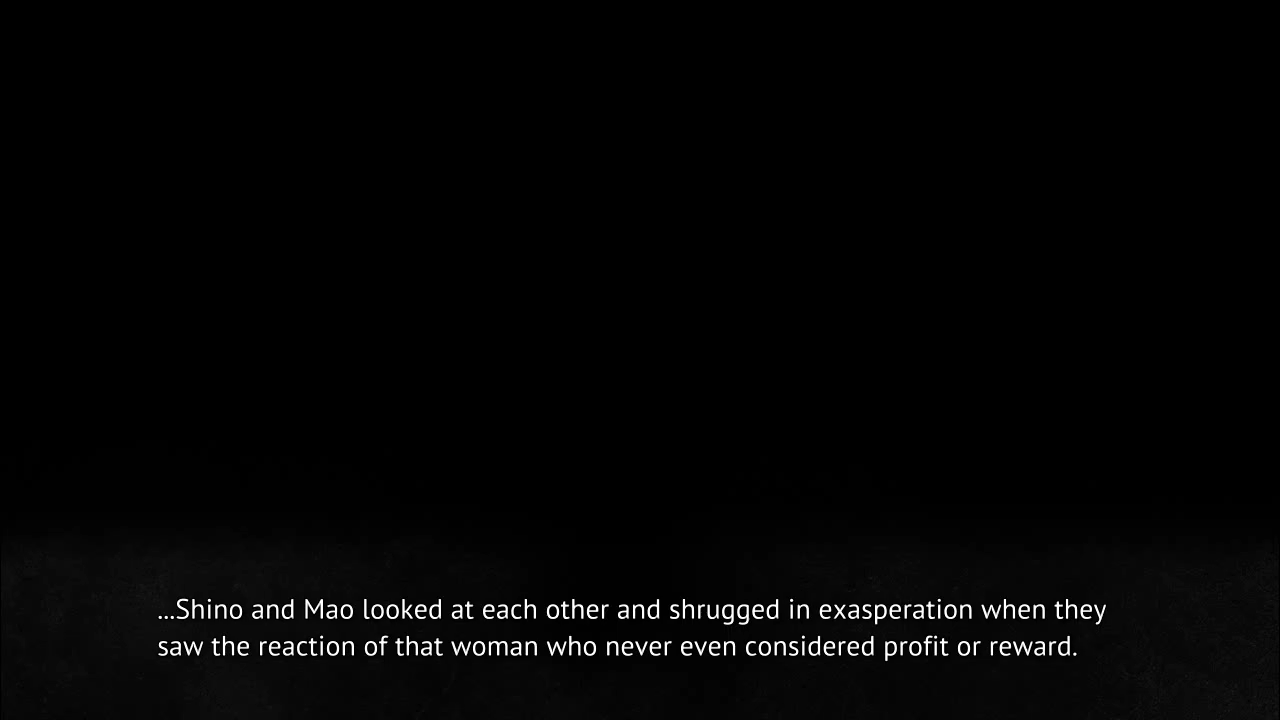 ...Shino and Mao looked at each other and shrugged in exasperation when they
saw the reaction of that woman who never even considered profit or reward.